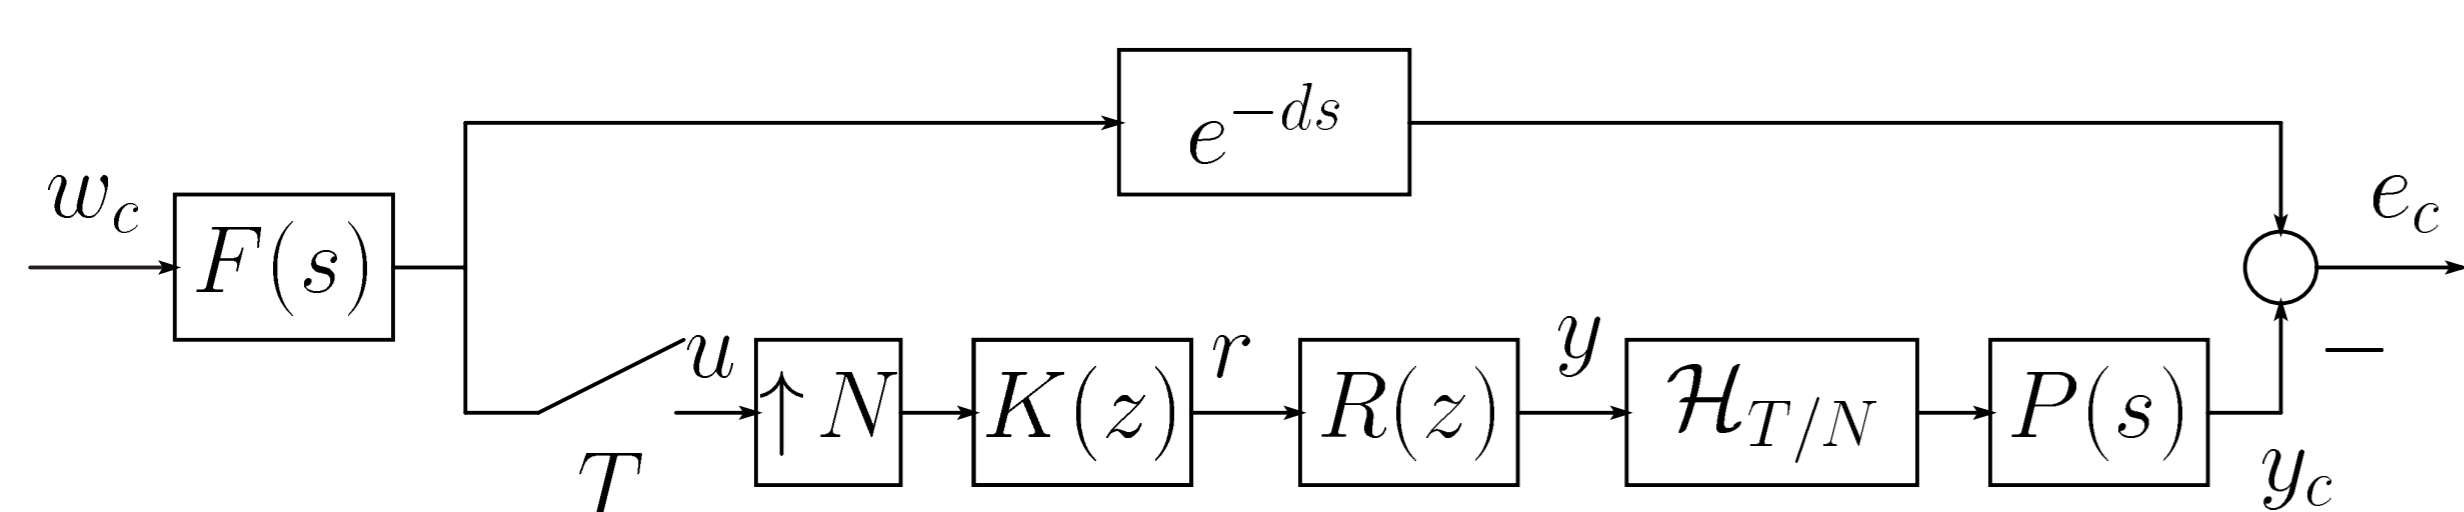 e^{-ds}
w_c
F(s)
e_c
u
↑N
K(z)
r
R(z)
y
\mathcal{H}_{T/N}
P(s)
−
T
y_c